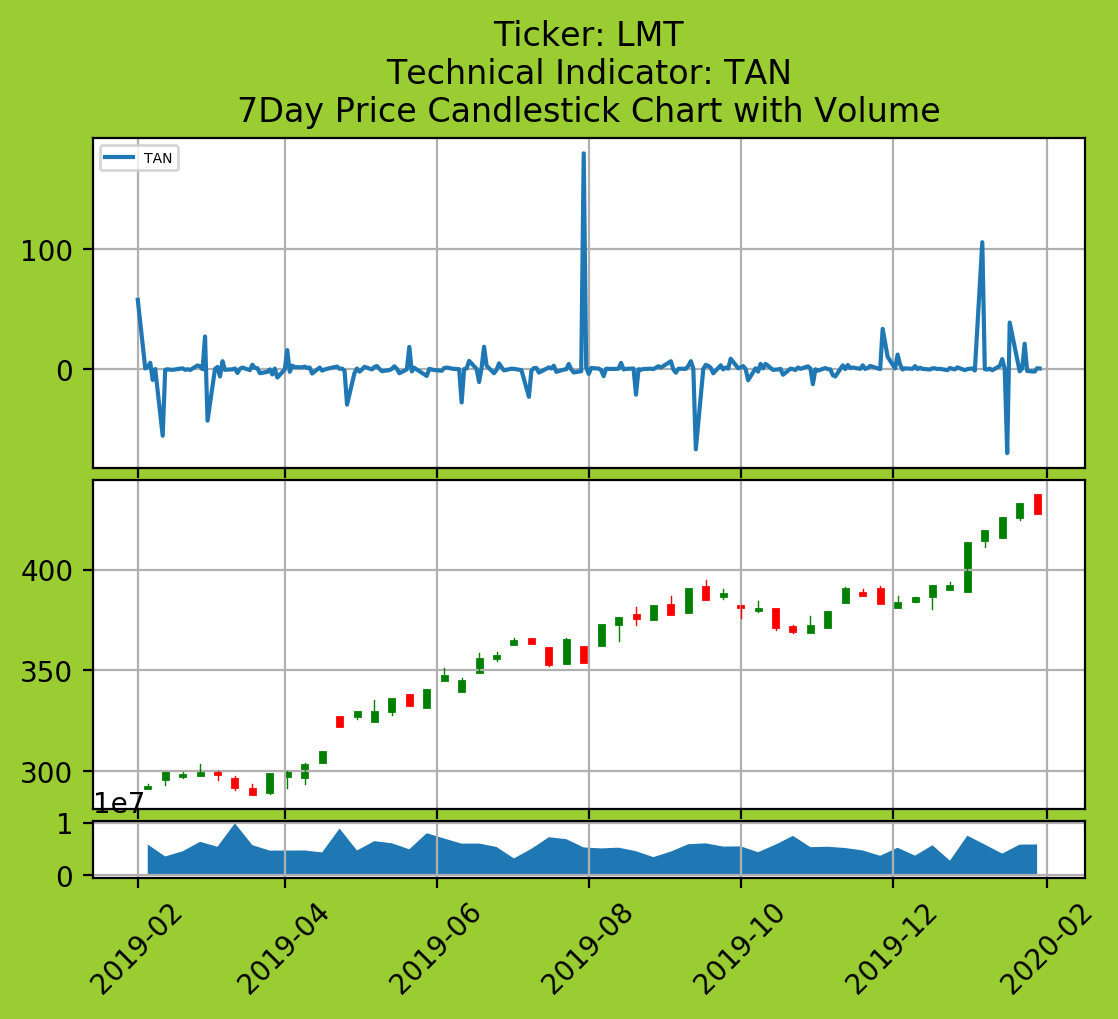 Ticker: LMT
Technical Indicator: TAN
7Day Price Candlestick Chart with Volume
TAN
100
0
400
350
300
1e7
1
0
2019-02
2019-04
2019-06
2019-08
2019-10
2019-12
2020-02